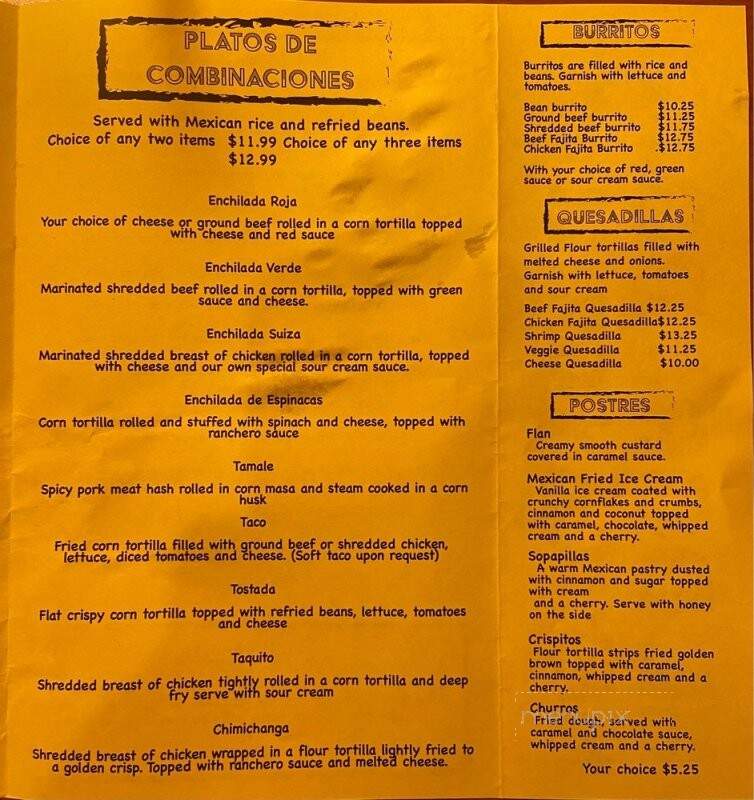 PLATOS DE
COMBINACIONES
Served with Mexican rice and refried beans.
Choice of any two items $11.99 Choice of any three items
$12.99
Enchilada Roja
Your choice of cheese or ground beef rolled in a corn tortilla topped
with cheese and red sauce
Enchilada Verde
Marinated shredded beef rolled in a corn tortilla, topped with green
sauce and cheese.
Enchilada Suiza
Marinated shredded breast of chicken rolled in a corn tortilla, topped
with cheese and our own special sour cream sauce.
Enchilada de Espinacas
Corn tortilla rolled and stuffed with spinach and cheese, topped with
ranchero sauce
Tamale
Spicy pork meat hash rolled in corn masa and steam cooked in a corn
husk
Taco
Fried corn tortilla filled with ground beef or shredded chicken,
lettuce, diced tomatoes and cheese. (Soft taco upon request)
Tostada
Flat crispy corn tortilla topped with refried beans, lettuce, tomatoes
and cheese
Taquito
Shredded breast of chicken tightly rolled in a corn tortilla and deep
fry serve with sour cream
Chimichanga
Shredded breast of chicken wrapped in a flour tortilla lightly fried to
a golden crisp. Topped with ranchero sauce and melted cheese.
BURRITOS
Burritos are filled with rice and
beans. Garnish with lettuce and
tomatoes.
Bean burrito $10.25
Ground beef burrito $11.25
Shredded beef burrito $11.75
Beef Fajita Burrito $12.75
Chicken Fajita Burrito .$12.75
With your choice of red, green
sauce or sour cream sauce.
QUESADILLAS
Grilled Flour tortillas filled with
melted cheese and onions.
Garnish with lettuce, tomatoes
and sour cream
Beef Fajita Quesadilla $12.25
Chicken Fajita Quesadilla$12.25
Shrimp Quesadilla $13.25
Veggie Quesadilla $11.25
Cheese Quesadilla $10.00
POSTRES
Flan
Creamy smooth custard
covered in caramel sauce.
Mexican Fried Ice Cream
Vanilla ice cream coated with
crunchy cornflakes and crumbs,
cinnamon and coconut topped
with caramel, chocolate, whipped
cream and a cherry.
Sopapillas
A warm Mexican pastry dusted
with cinnamon and sugar topped
with cream
and a cherry. Serve with honey
on the side
Crispitos
Flour tortilla strips fried golden
brown topped with caramel,
cinnamon, whipped cream and a
cherry.
Churros
Fried dough, served with
caramel and chocolate sauce,
whipped cream and a cherry.
Your choice $5.25
menupix